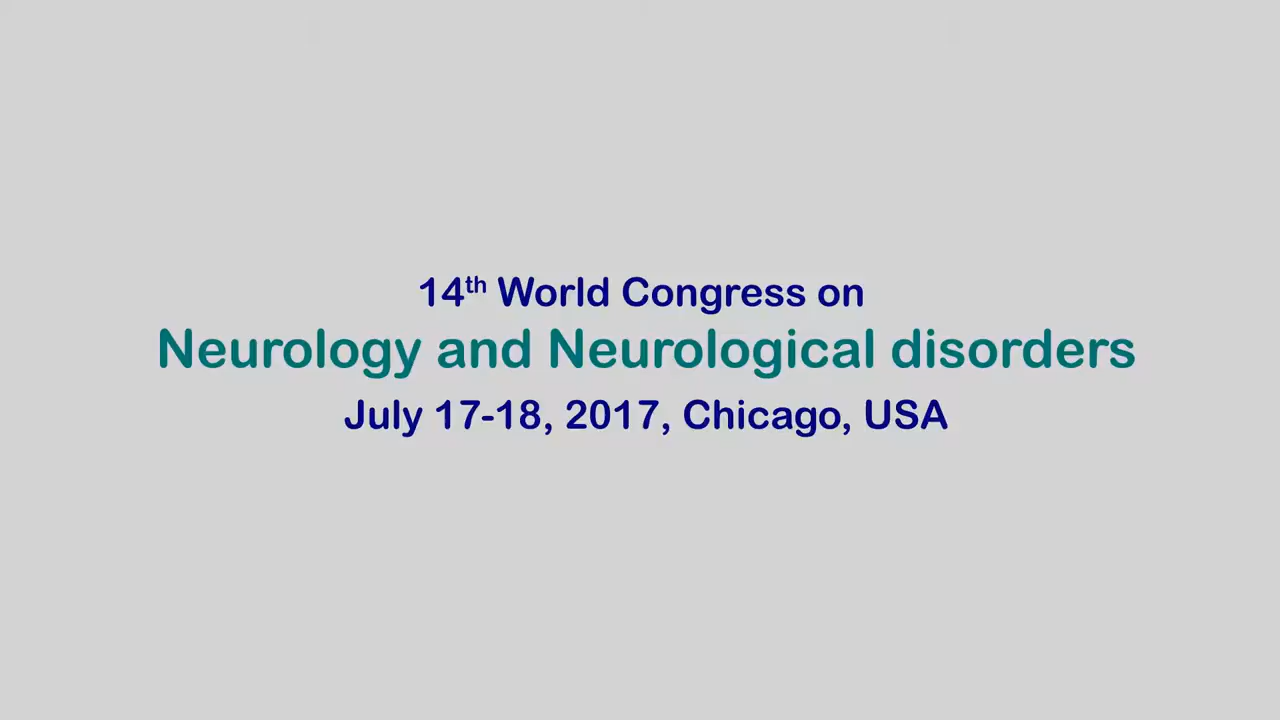 14th World Congress on
Neurology and Neurological disorders
July 17-18, 2017, Chicago, USA